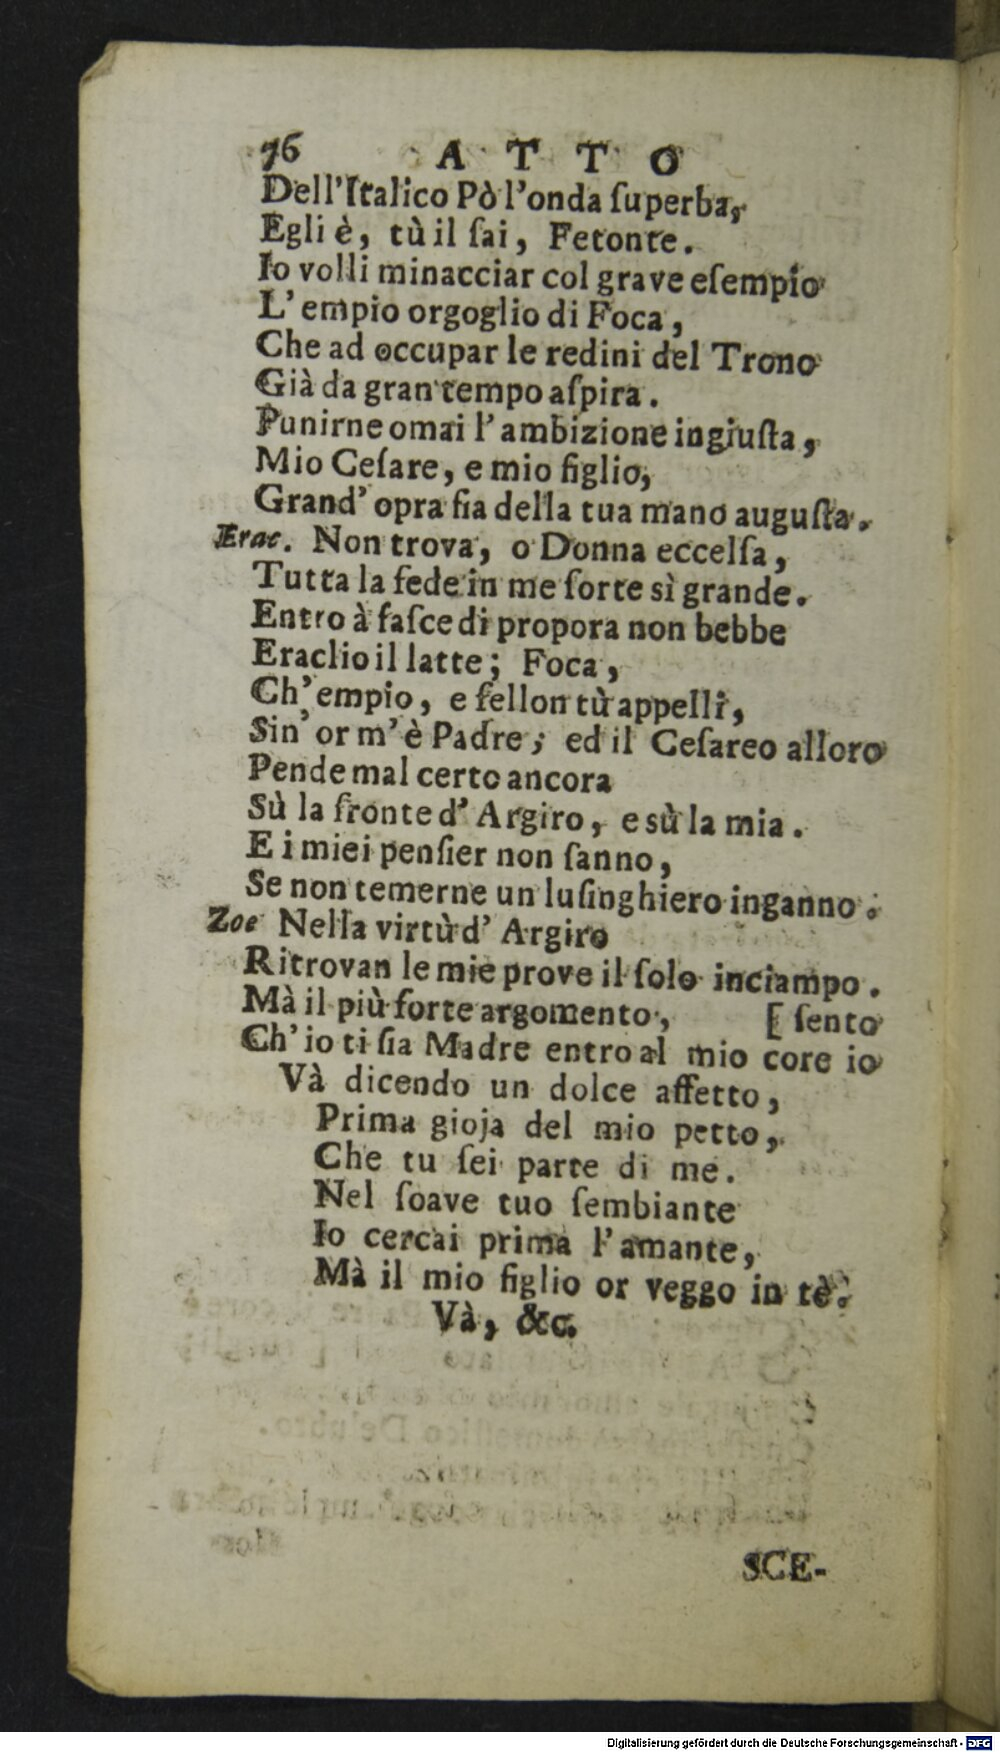 76 A T T O
Dell'Italico Pò l'onda ſuperba,
Egli è, tù il ſai, Fetonte.
Io volli minacciar col grave eſempio
L'empio orgoglio di Foca,
Che ad occupar le redini del Trono
Già da gran tempo aſpira.
Punirne omai l'ambizione ingiuſta,
Mio Ceſare, e mio figlio,
Grand'opra fia della tua mano auguſta.
Erac. Non trova, o Donna eccelſa,
Tutta la fede in me ſorte sì grande.
Entro à faſce di propora non bebbe
Eraclio il latte; Foca,
Ch'empio, e fellon tù appelli,
Sin'or m'è Padre; ed il Ceſareo alloro
Pende mal certo ancora
Sù la fronte d'Argiro, e sù la mia.
E i miei penſier non ſanno,
Se non temerne un luſinghiero inganno.
Zoe Nella virtù d'Argiro
Ritrovan le mie prove il ſolo inciampo.
Mà il più forte argomento, [ ſento
Ch'io ti ſia Madre entro al mio core io
Và dicendo un dolce affetto,
Prima gioja del mio petto,
Che tu ſei parte di me.
Nel ſoave tuo ſembiante
Io cercai prima l'amante,
Mà il mio figlio or veggo in tè.
Và, &c.
SCE-
Digitalisierung gefördert durch die Deutsche Forschungsgemeinschaft - DFG